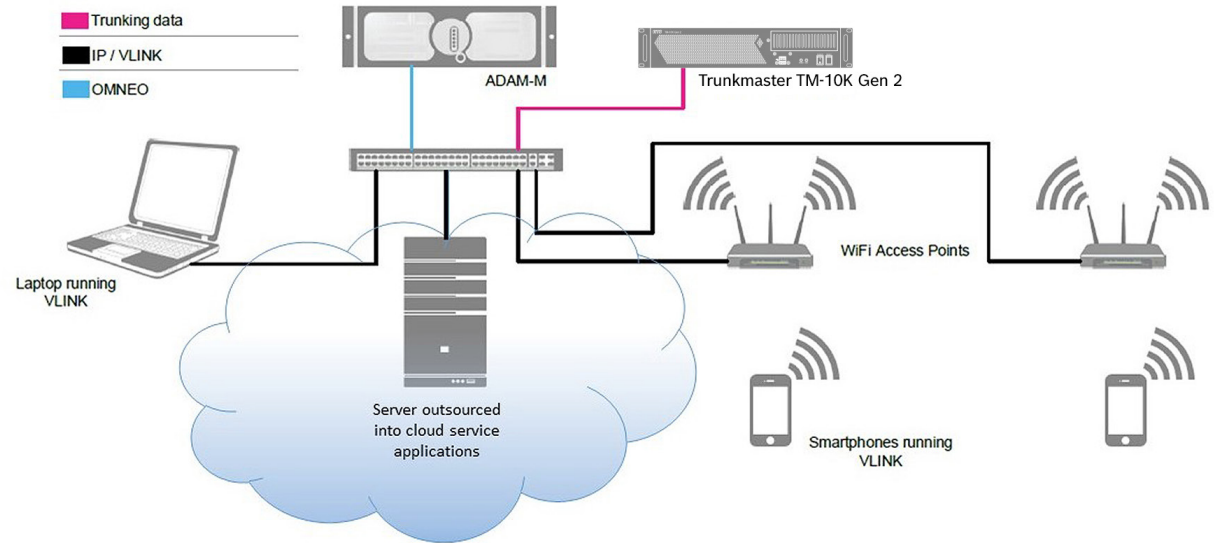 Trunking data
IP / VLINK
OMNEO
ADAM-M
Trunkmaster TM-10K Gen 2
WiFi Access Points
Laptop running
VLINK
Server outsourced
into cloud service
applications
Smartphones running
VLINK